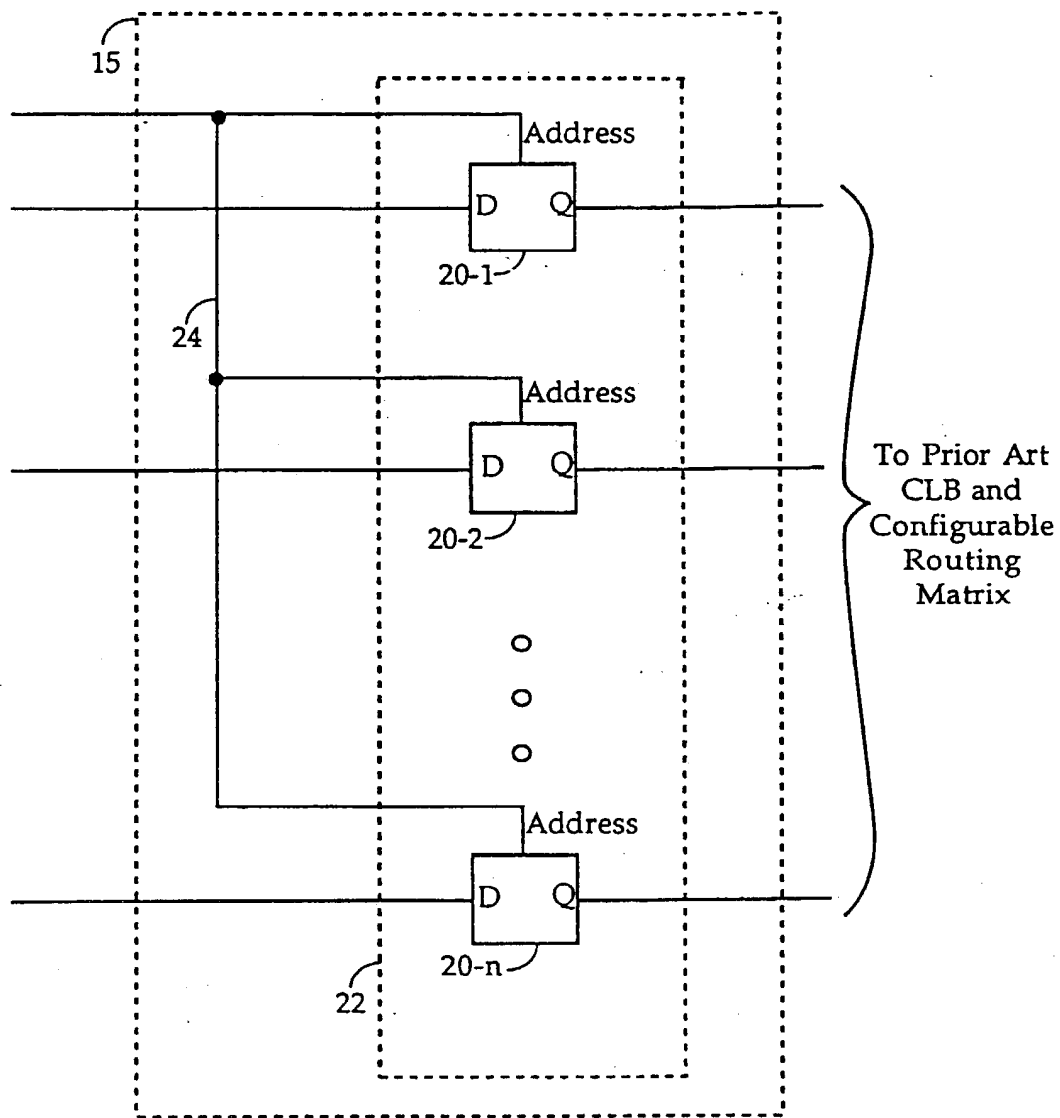 15
Address
D Q
20-1
24
Address
D Q
20-2
To Prior Art
CLB and
Configurable
Routing
Matrix
Address
D Q
20-n
22